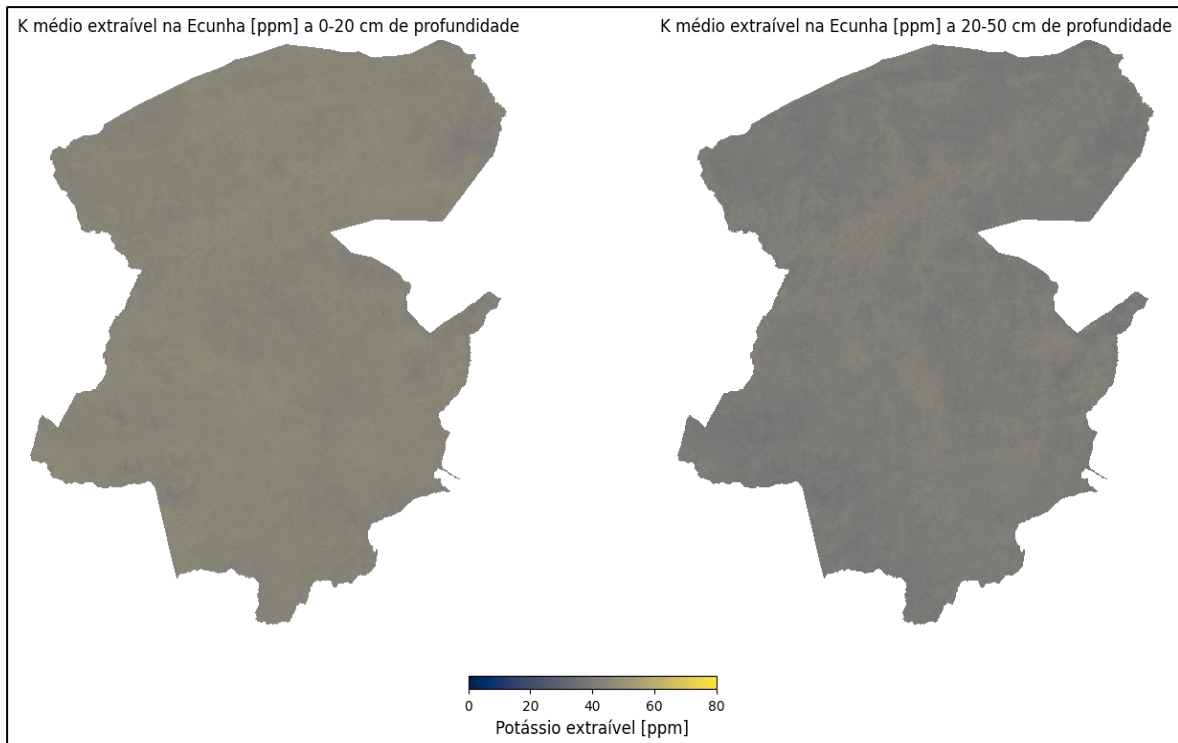 K médio extraível na Ecunha [ppm] a 0-20 cm de profundidade
K médio extraível na Ecunha [ppm] a 20-50 cm de profundidade
0 20 40 60 80
Potássio extraível [ppm]